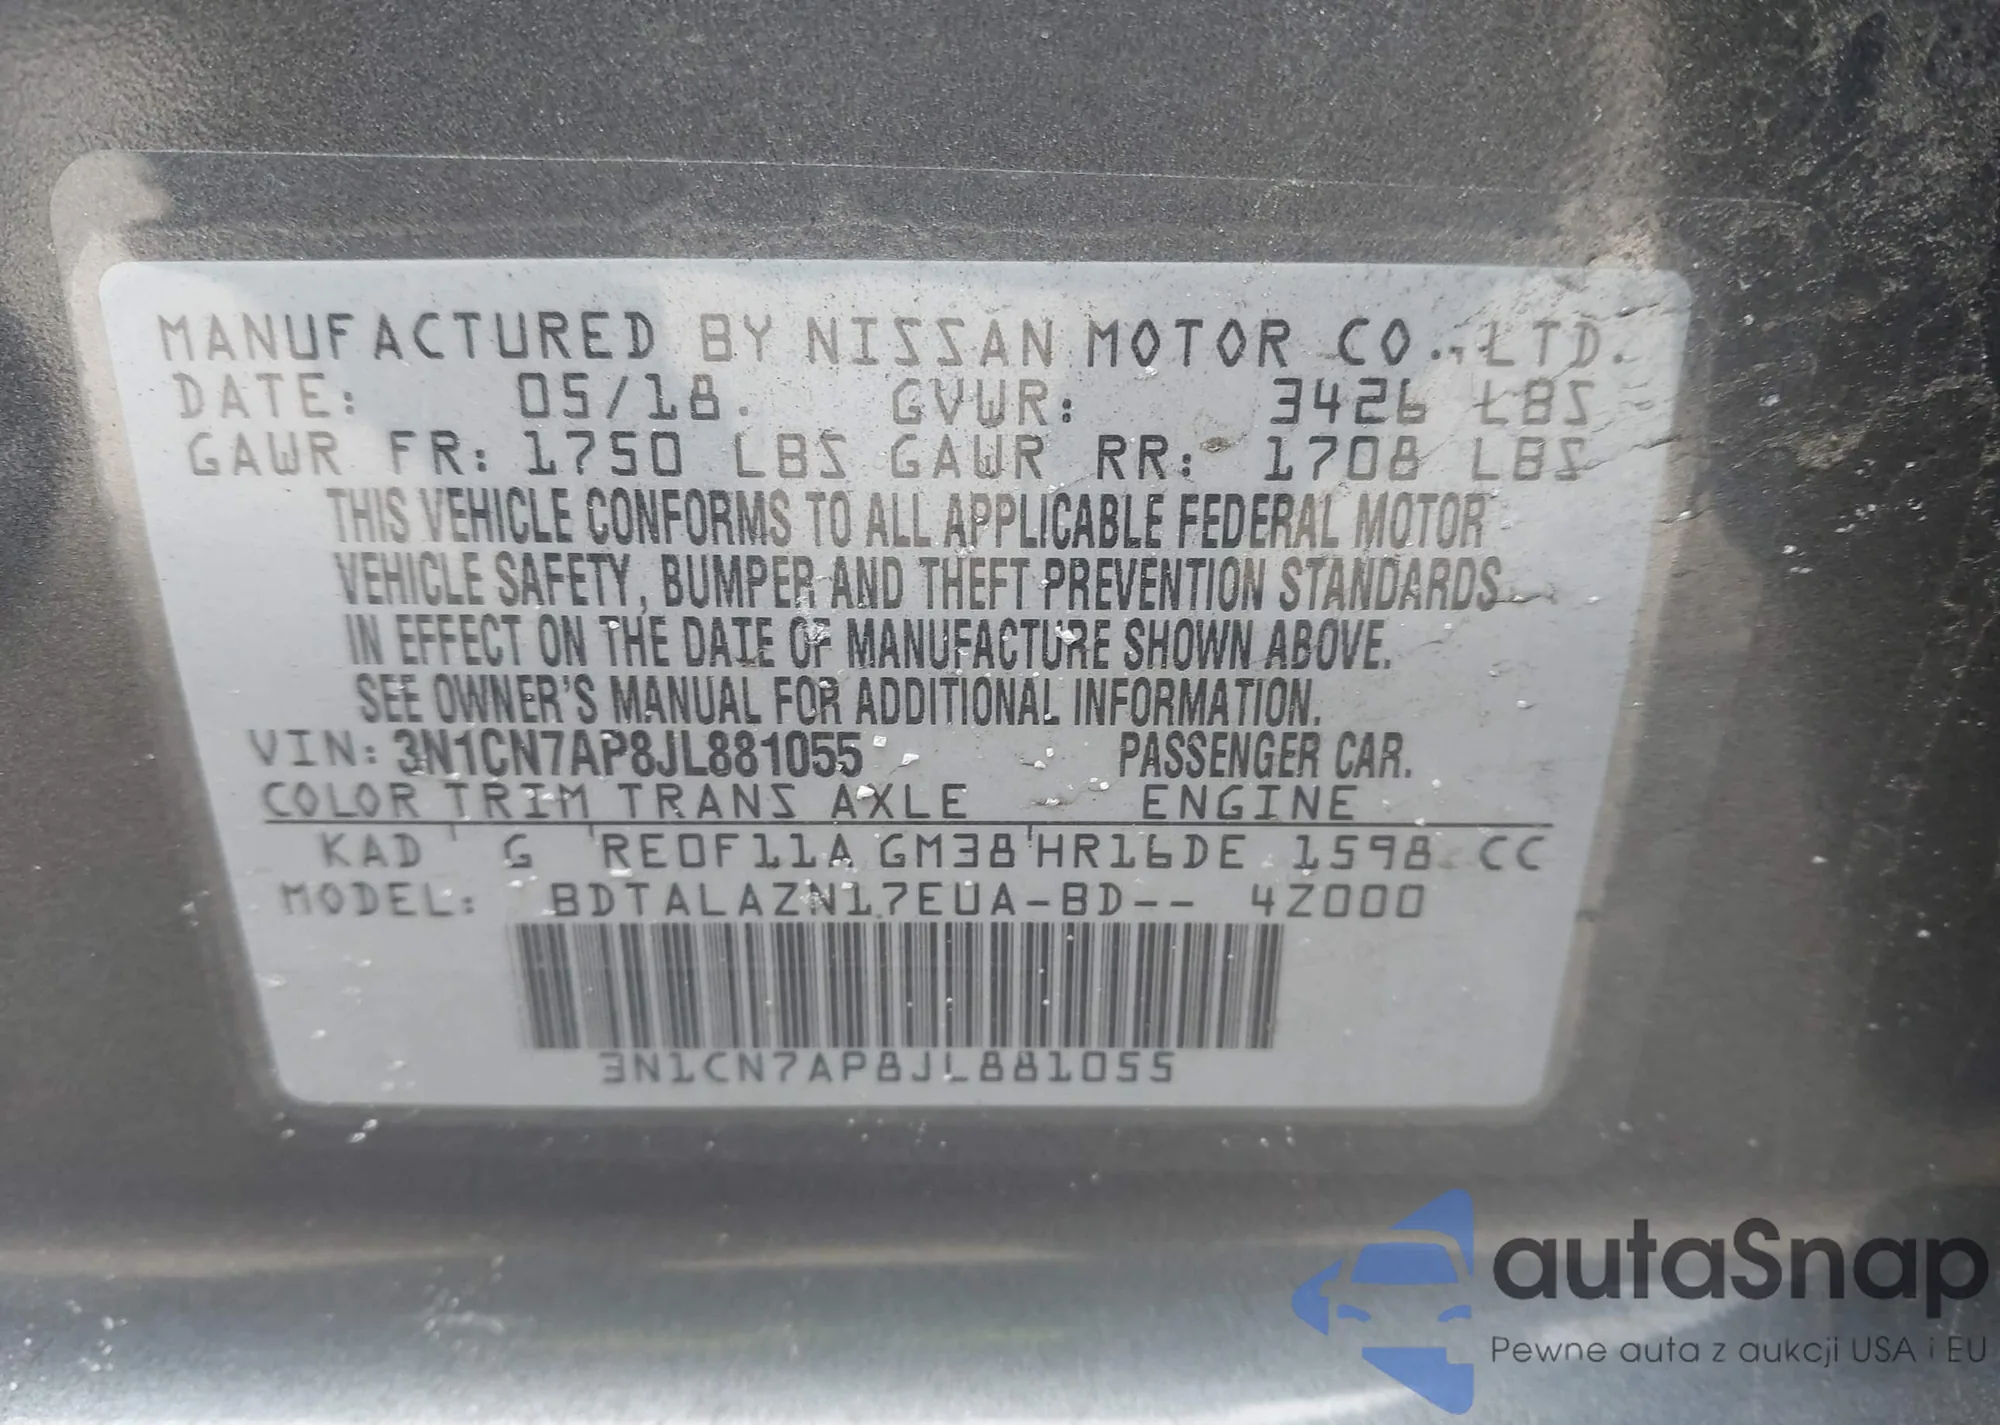 MANUFACTURED BY NISSAN MOTOR CO., LTD.
DATE: 05/18. GVWR: 3426 LBS
GAWR FR: 1750 LBS GAWR RR: 1708 LBS
THIS VEHICLE CONFORMS TO ALL APPLICABLE FEDERAL MOTOR
VEHICLE SAFETY, BUMPER AND THEFT PREVENTION STANDARDS
IN EFFECT ON THE DATE OF MANUFACTURE SHOWN ABOVE.
SEE OWNER'S MANUAL FOR ADDITIONAL INFORMATION.
VIN: 3N1CN7AP8JL881055 PASSENGER CAR.
COLOR TRIM TRANS AXLE ENGINE
KAD G RE0F11A GM38 HR16DE 1598 CC
MODEL: BDTALAZN17EUA-BD-- 4Z000
3N1CN7AP8JL881055
autaSnap
Pewne auta z aukcji USA i EU